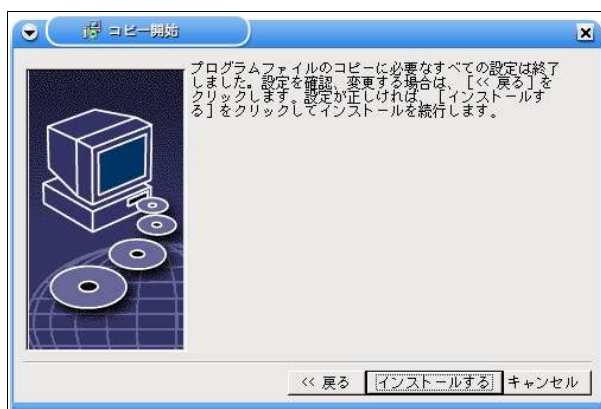 コピー開始
プログラムファイルのコピーに必要なすべての設定は終了
しました。設定を確認、変更する場合は、[<< 戻る] を
クリックします。設定が正しければ、[インストールす
る] をクリックしてインストールを続行します。
<< 戻る インストールする キャンセル